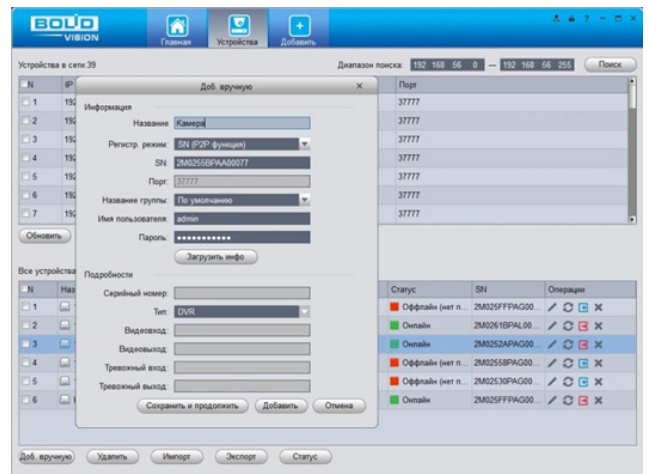 BOLID
VISION
Главная
Устройства
Добавить
Устройства в сети:39
Диапазон поиска: 192 168 56 0 — 192 168 56 255 Поиск
N IP Порт
1 192 37777
2 192 37777
3 192 37777
4 192 37777
5 192 37777
6 192 37777
7 192 37777
Обновить
Доб. вручную
Информация
Название Камера
Регистр. режим: SN (P2P функция)
SN: 2M0255BPAA00077
Порт: 37777
Название группы: По умолчанию
Имя пользователя: admin
Пароль: •••••••••••
Загрузить инфо
Подробности
Серийный номер:
Тип: DVR
Видеовход:
Видеовыход:
Тревожный вход:
Тревожный выход:
Сохранить и продолжить Добавить Отмена
Все устройства
N Наз Статус SN Операции
1 Оффлайн (нет п... 2M025FFPAG00...
2 Онлайн 2M0261BPAL00...
3 Онлайн 2M0252APAG00...
4 Оффлайн (нет п... 2M02558PAG00...
5 Оффлайн (нет п... 2M02530PAG00...
6 Онлайн 2M025FFPAG00...
Доб. вручную Удалить Импорт Экспорт Статус